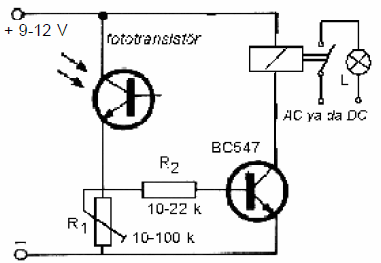 + 9-12 V
fototransistör
L
AC ya da DC
BC547
R2
10-22 k
R1
10-100 k